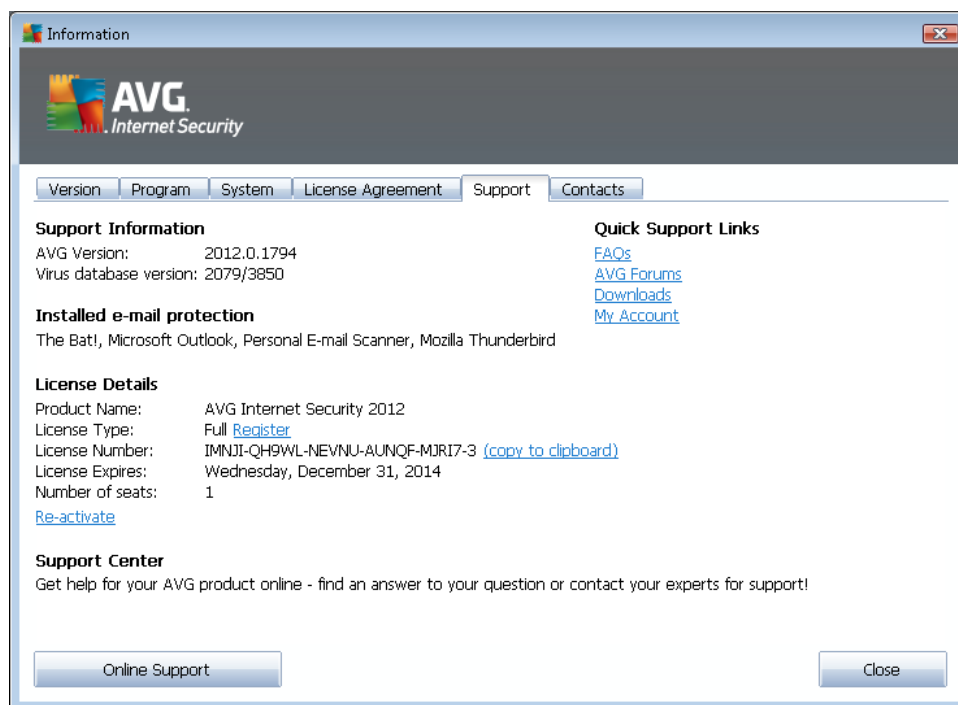 Information
AVG.
Internet Security
Version Program System License Agreement Support Contacts
Support Information
AVG Version: 2012.0.1794
Virus database version: 2079/3850
Installed e-mail protection
The Bat!, Microsoft Outlook, Personal E-mail Scanner, Mozilla Thunderbird
License Details
Product Name: AVG Internet Security 2012
License Type: Full Register
License Number: IMNJI-QH9WL-NEVNU-AUNQF-MJRI7-3 (copy to clipboard)
License Expires: Wednesday, December 31, 2014
Number of seats: 1
Re-activate
Support Center
Get help for your AVG product online - find an answer to your question or contact your experts for support!
Quick Support Links
FAQs
AVG Forums
Downloads
My Account
Online Support
Close